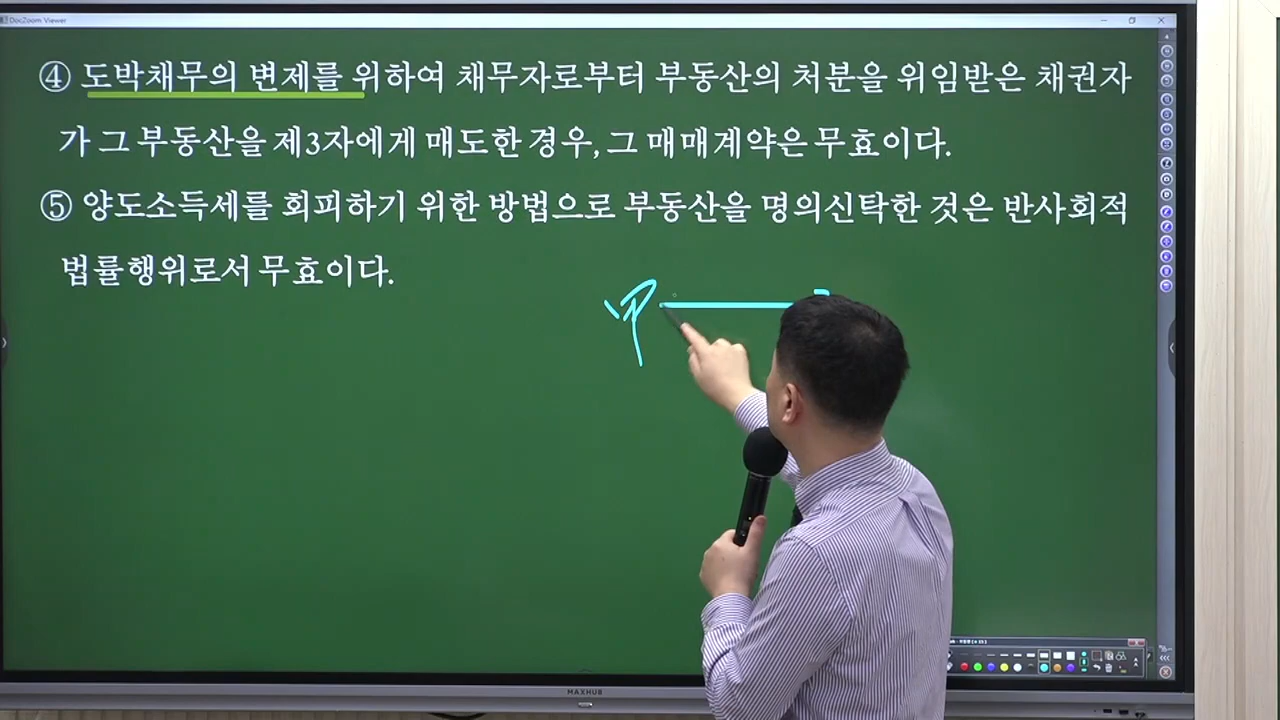 DocZoom Viewer
④ 도박채무의 변제를 위하여 채무자로부터 부동산의 처분을 위임받은 채권자
가 그 부동산을 제3자에게 매도한 경우, 그 매매계약은 무효이다.
⑤ 양도소득세를 회피하기 위한 방법으로 부동산을 명의신탁한 것은 반사회적
법률행위로서 무효이다.
甲
MAXHUB